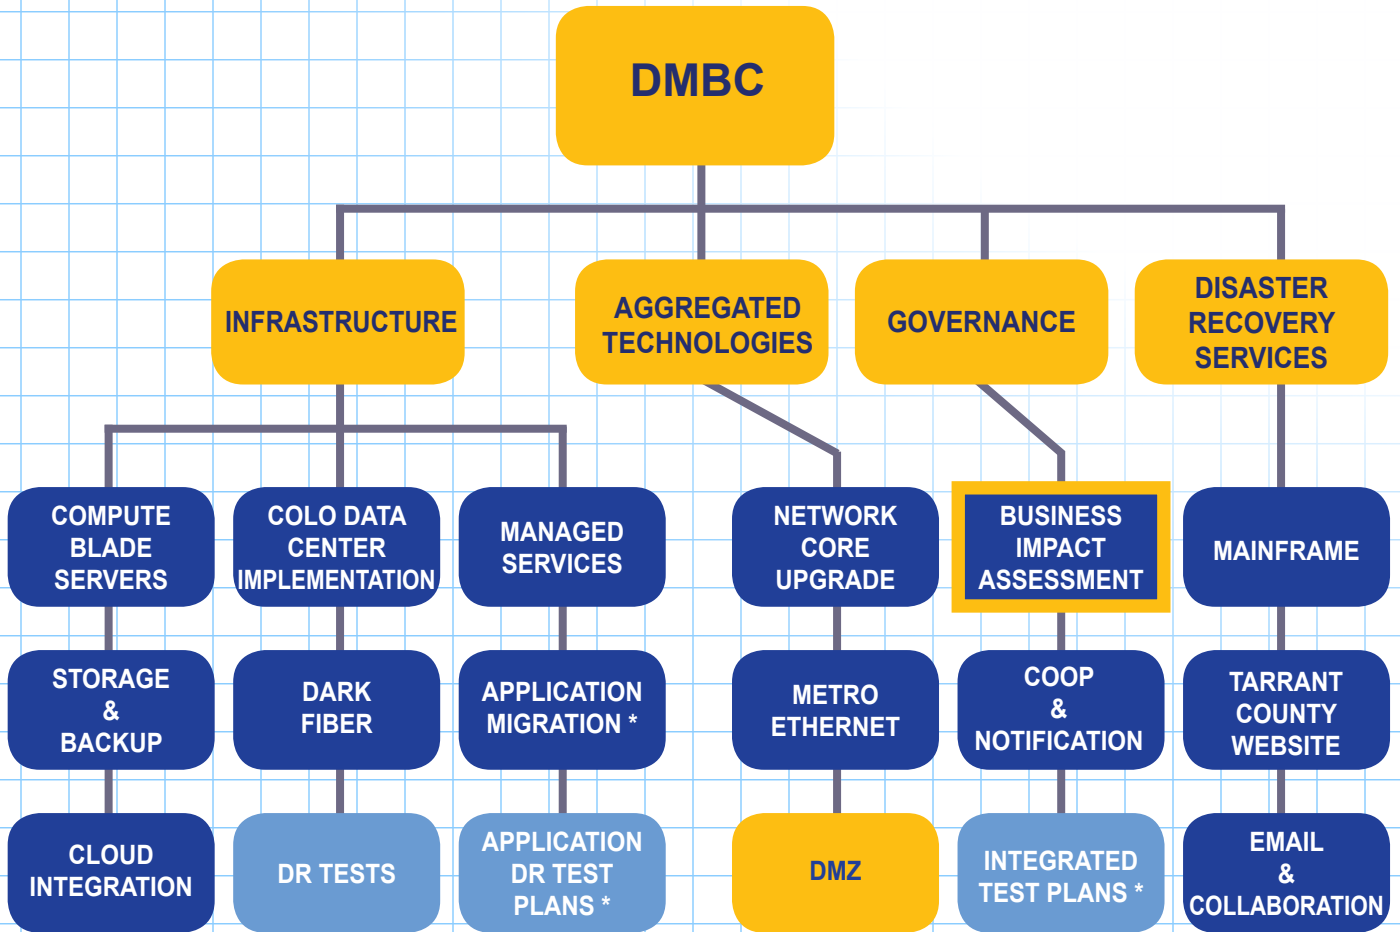 DMBC
INFRASTRUCTURE
AGGREGATED
TECHNOLOGIES
GOVERNANCE
DISASTER
RECOVERY
SERVICES
COMPUTE
BLADE
SERVERS
COLO DATA
CENTER
IMPLEMENTATION
MANAGED
SERVICES
NETWORK
CORE
UPGRADE
BUSINESS
IMPACT
ASSESSMENT
MAINFRAME
STORAGE
&
BACKUP
DARK
FIBER
APPLICATION
MIGRATION *
METRO
ETHERNET
COOP
&
NOTIFICATION
TARRANT
COUNTY
WEBSITE
CLOUD
INTEGRATION
DR TESTS
APPLICATION
DR TEST
PLANS *
DMZ
INTEGRATED
TEST PLANS *
EMAIL
&
COLLABORATION